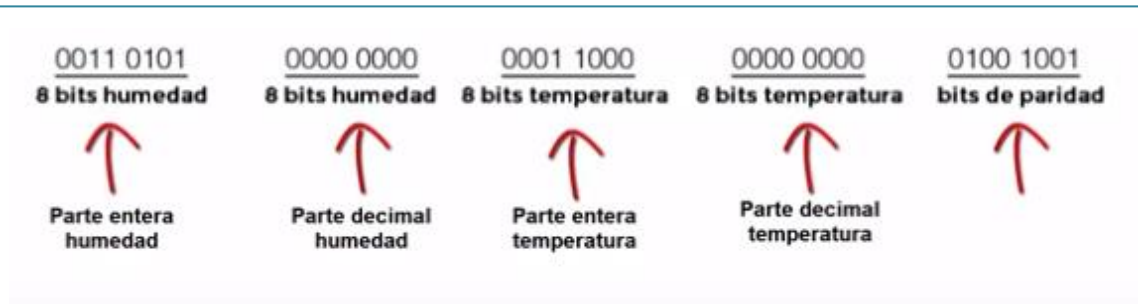 0011 0101 0000 0000 0001 1000 0000 0000 0100 1001
8 bits humedad 8 bits humedad 8 bits temperatura 8 bits temperatura bits de paridad
Parte entera
humedad
Parte decimal
humedad
Parte entera
temperatura
Parte decimal
temperatura